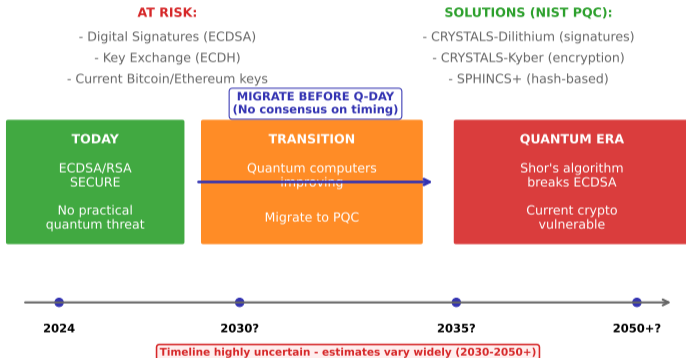 AT RISK:
- Digital Signatures (ECDSA)
- Key Exchange (ECDH)
- Current Bitcoin/Ethereum keys
SOLUTIONS (NIST PQC):
- CRYSTALS-Dilithium (signatures)
- CRYSTALS-Kyber (encryption)
- SPHINCS+ (hash-based)
MIGRATE BEFORE Q-DAY
(No consensus on timing)
TODAY
ECDSA/RSA
SECURE
No practical
quantum threat
TRANSITION
Quantum computers
improving
Migrate to PQC
QUANTUM ERA
Shor's algorithm
breaks ECDSA
Current crypto
vulnerable
2024
2030?
2035?
2050+?
Timeline highly uncertain - estimates vary widely (2030-2050+)